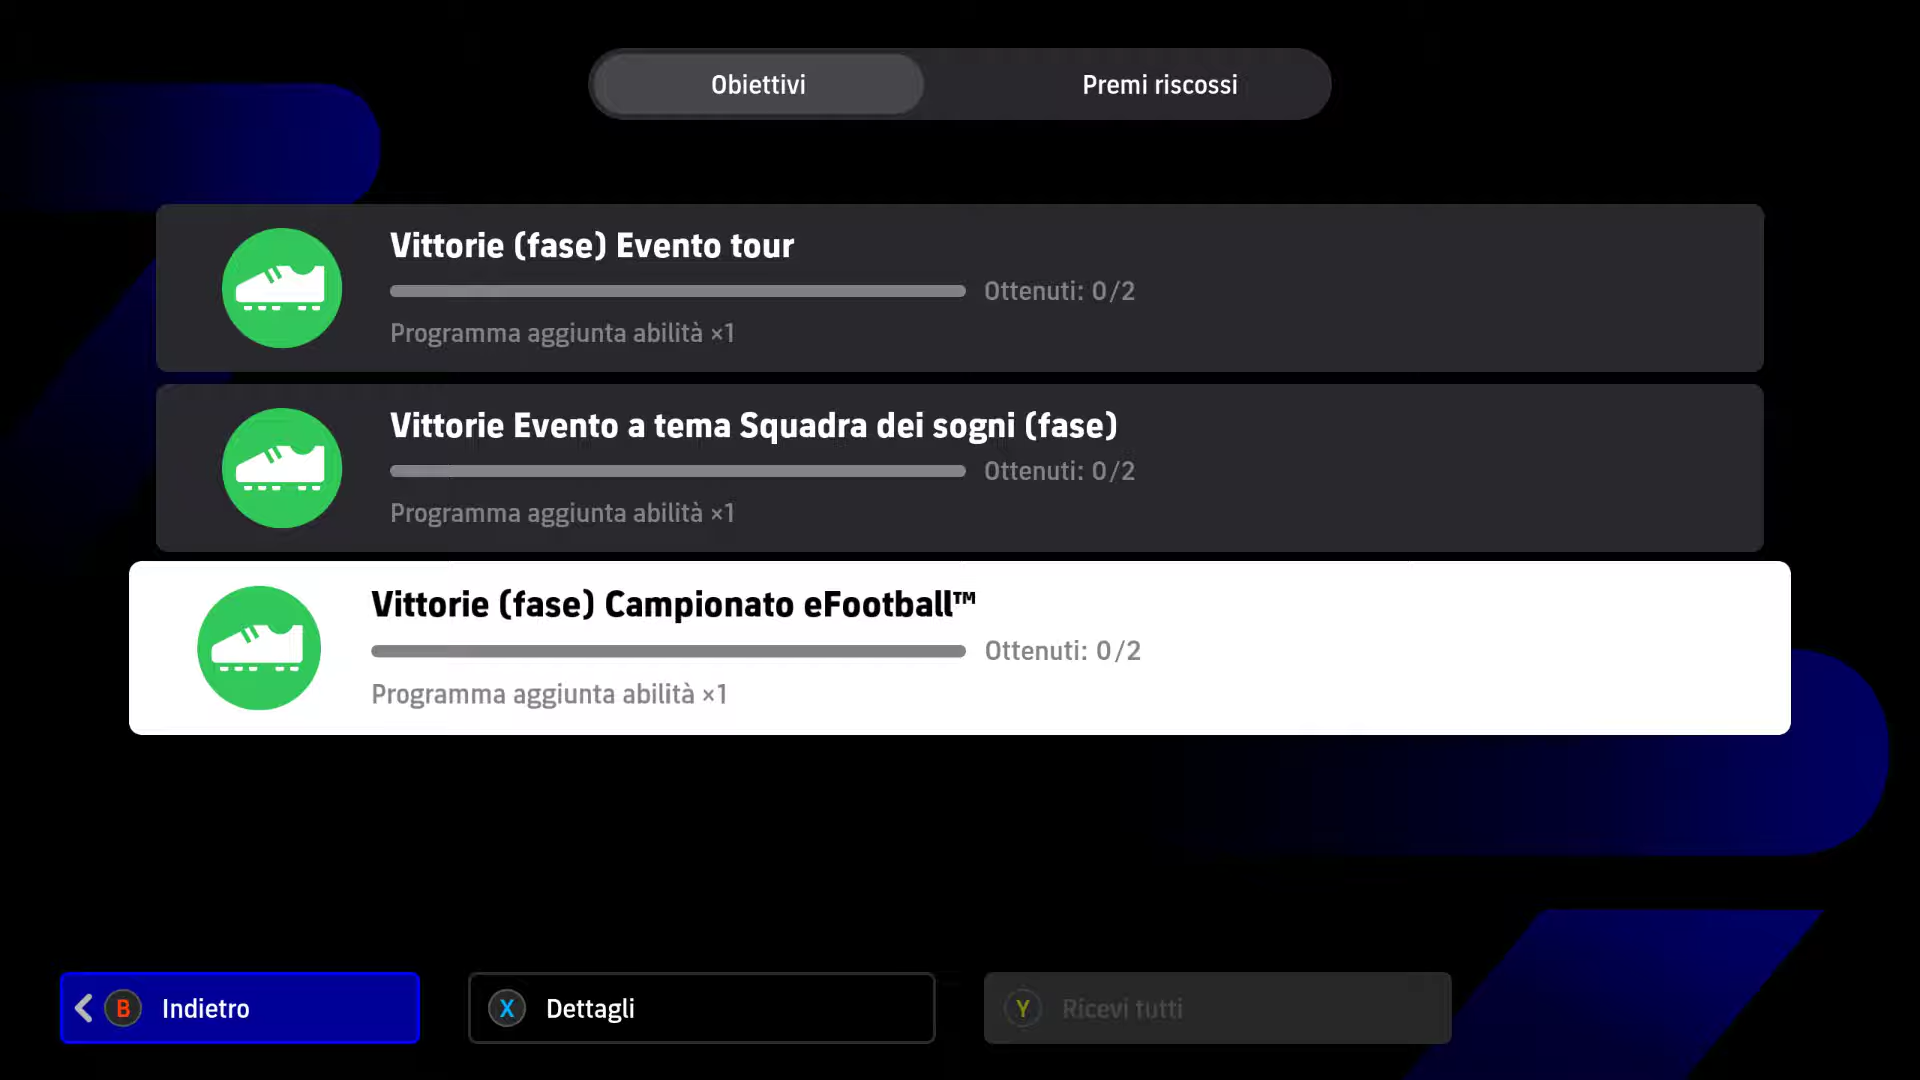 Obiettivi
Premi riscossi
Vittorie (fase) Evento tour
Ottenuti: 0/2
Programma aggiunta abilità ×1
Vittorie Evento a tema Squadra dei sogni (fase)
Ottenuti: 0/2
Programma aggiunta abilità ×1
Vittorie (fase) Campionato eFootball™
Ottenuti: 0/2
Programma aggiunta abilità ×1
B Indietro
X Dettagli
Y Ricevi tutti